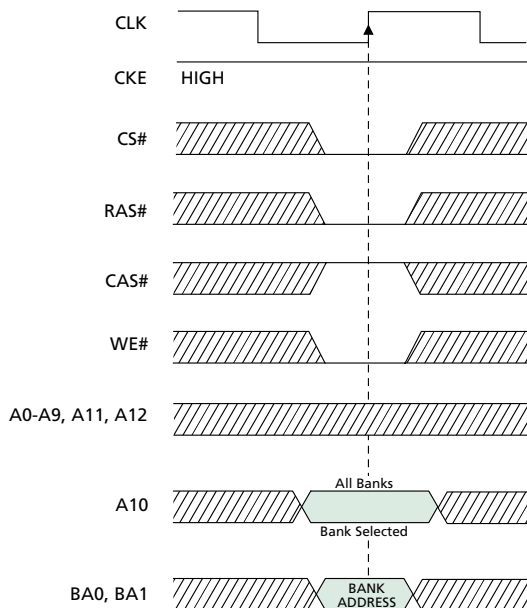 CLK
CKE HIGH
CS#
RAS#
CAS#
WE#
A0-A9, A11, A12
All Banks
A10
Bank Selected
BA0, BA1
BANK
ADDRESS